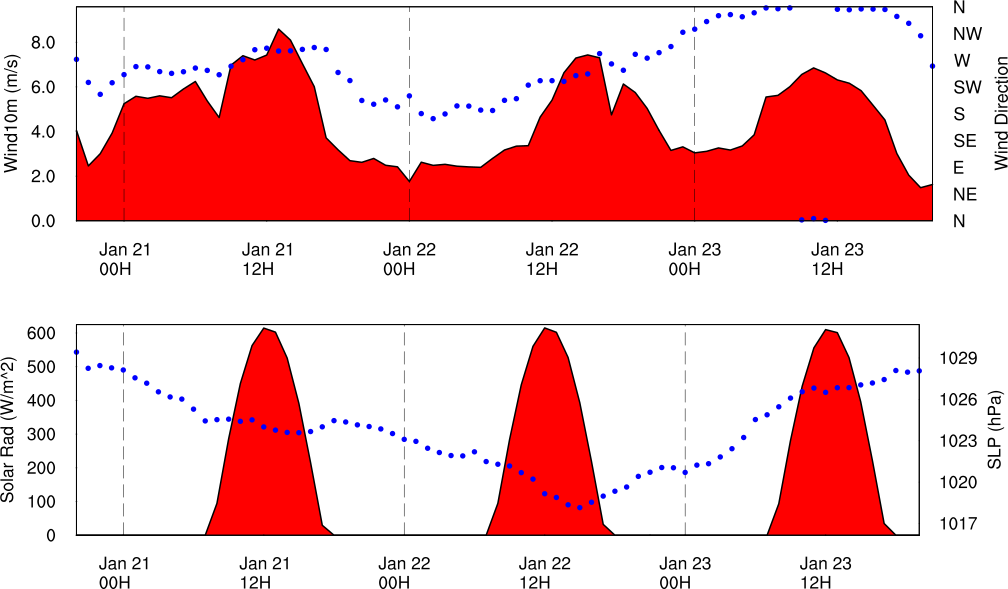 Wind10m (m/s)
8.0
6.0
4.0
2.0
0.0
N
NW
W
SW
S
SE
E
NE
N
Wind Direction
Jan 21 Jan 21 Jan 22 Jan 22 Jan 23 Jan 23
00H 12H 00H 12H 00H 12H
Solar Rad (W/m^2)
600
500
400
300
200
100
0
1029
1026
1023
1020
1017
SLP (hPa)
Jan 21 Jan 21 Jan 22 Jan 22 Jan 23 Jan 23
00H 12H 00H 12H 00H 12H